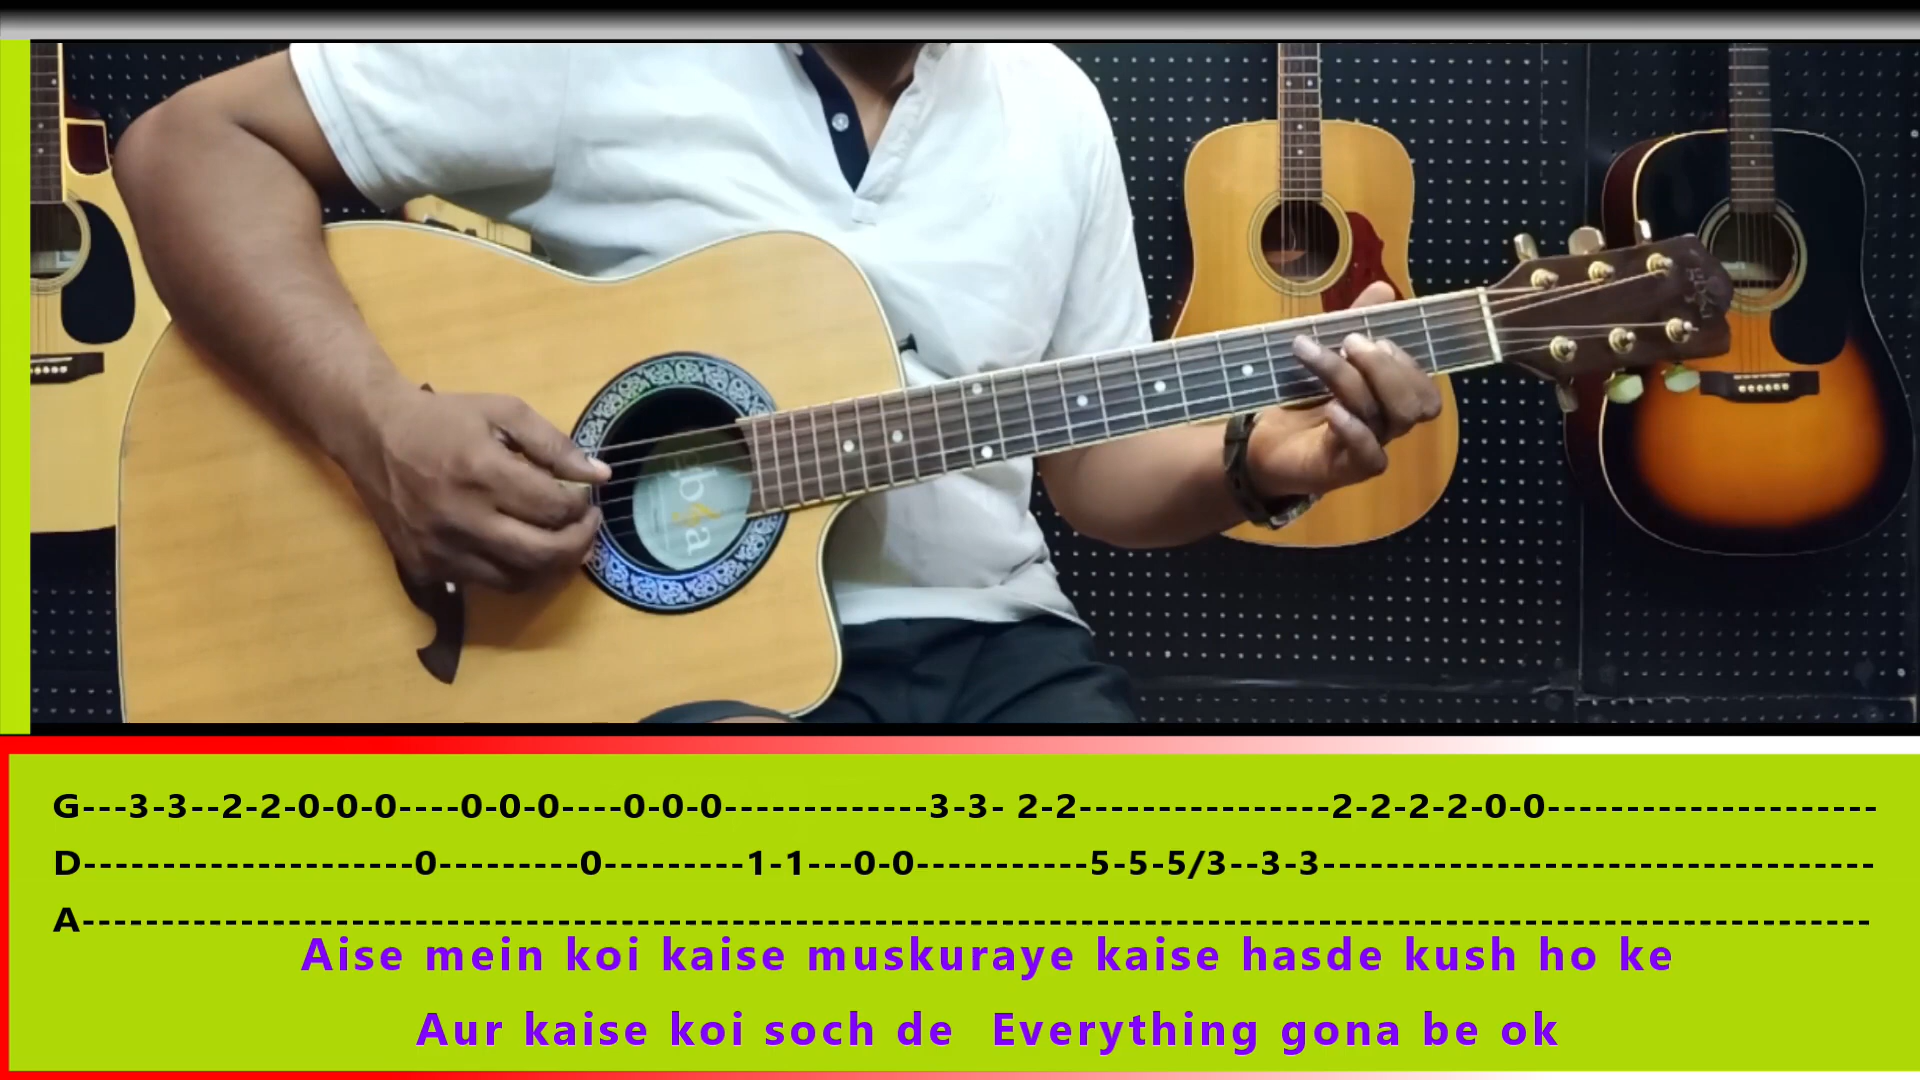 G---3-3--2-2-0-0-0----0-0-0----0-0-0-------------3-3- 2-2----------------2-2-2-2-0-0---------------------
D---------------------0---------0---------1-1---0-0-----------5-5-5/3--3-3-----------------------------------
A------------------------------------------------------------------------------------------------------
Aise mein koi kaise muskuraye kaise hasde kush ho ke
Aur kaise koi soch de Everything gona be ok